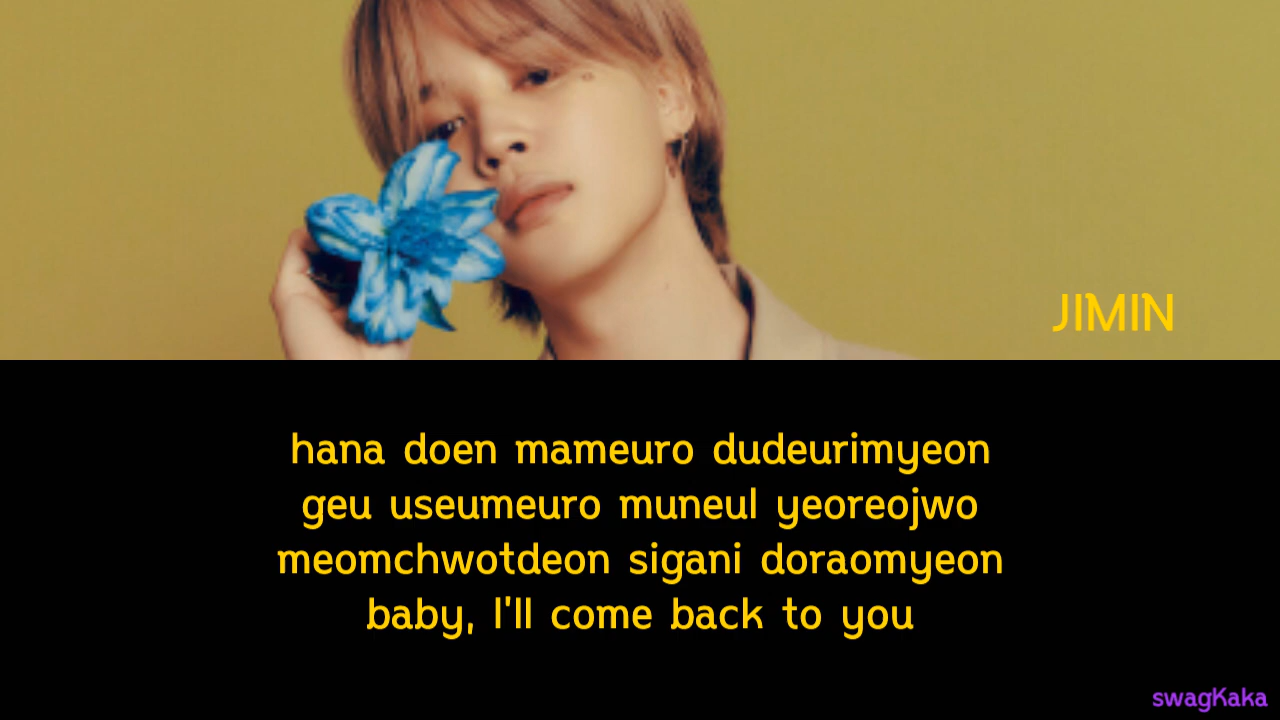 JIMIN
hana doen mameuro dudeurimyeon
geu useumeuro muneul yeoreojwo
meomchwotdeon sigani doraomyeon
baby, I'll come back to you
swagKaka